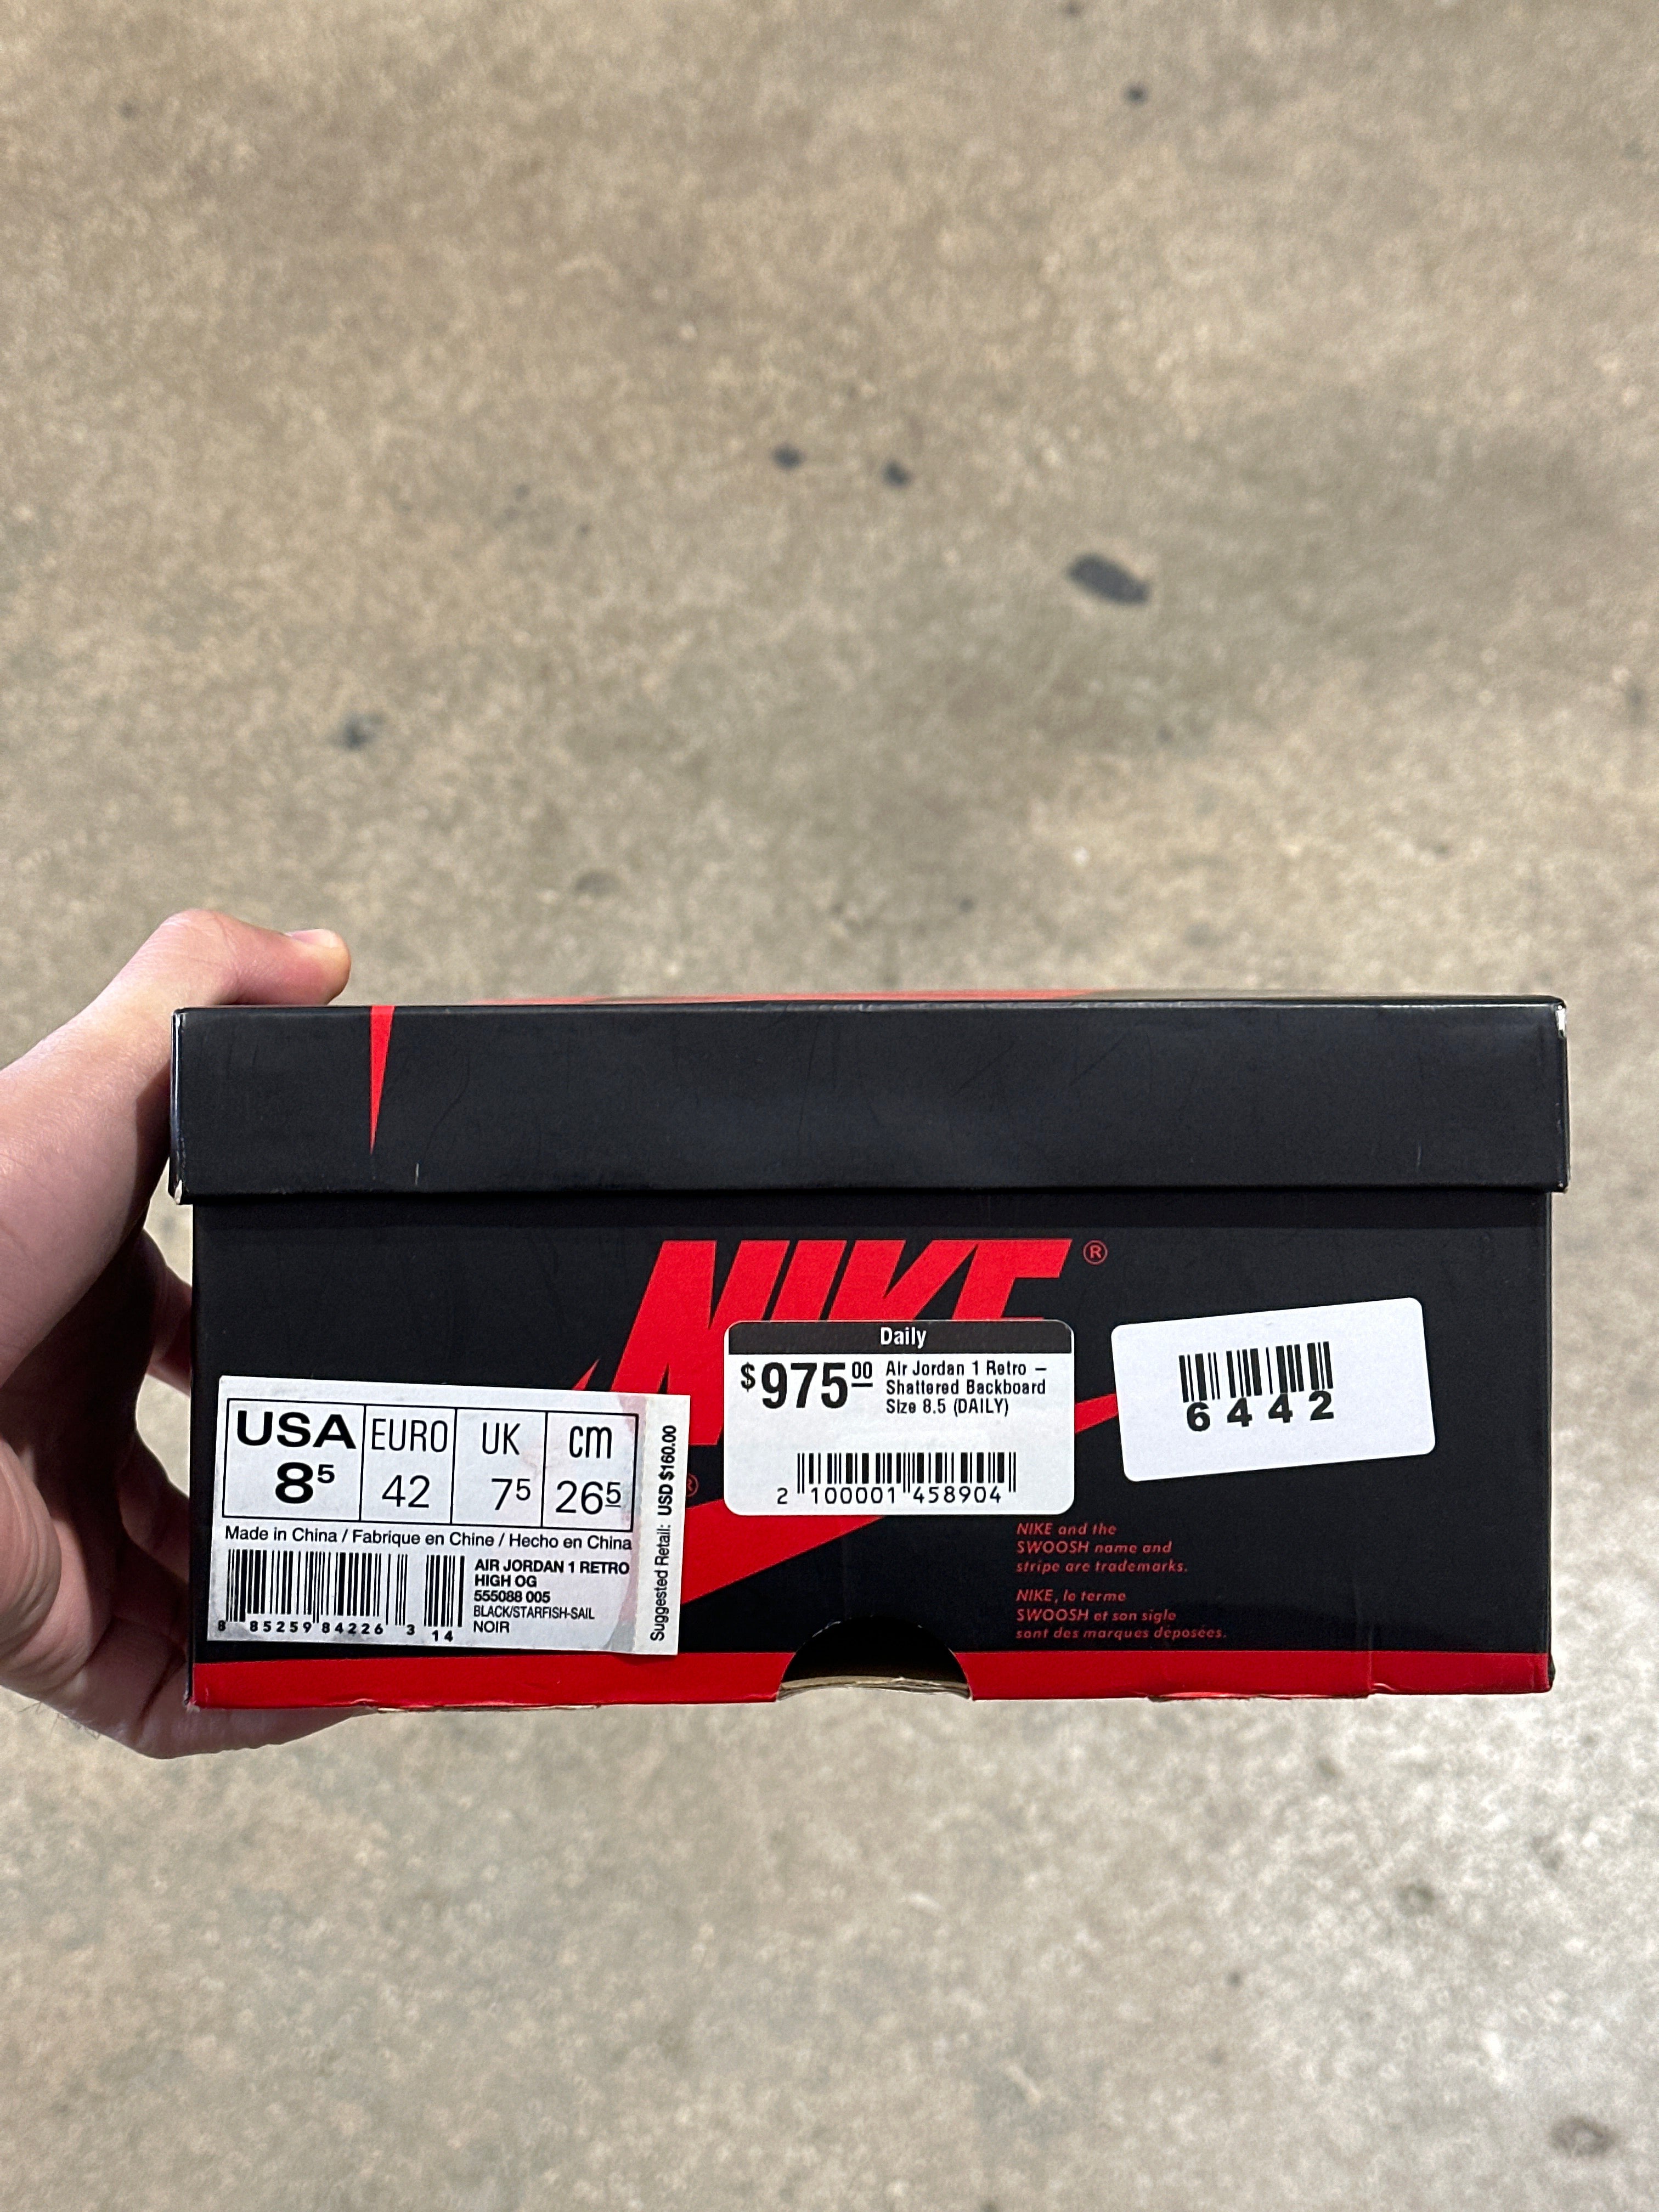 NIKE®
Daily
$975.00 Air Jordan 1 Retro –
Shattered Backboard
Size 8.5 (DAILY)
2 100001 458904
6442
USA EURO UK cm
8⁵ 42 7⁵ 26⁵
Made in China / Fabrique en Chine / Hecho en China
AIR JORDAN 1 RETRO
HIGH OG
555088 005
BLACK/STARFISH-SAIL
NOIR
8 85259 84226 3 14
Suggested Retail: USD $160.00
®
NIKE and the
SWOOSH name and
stripe are trademarks.
NIKE, le terme
SWOOSH et son sigle
sont des marques déposées.